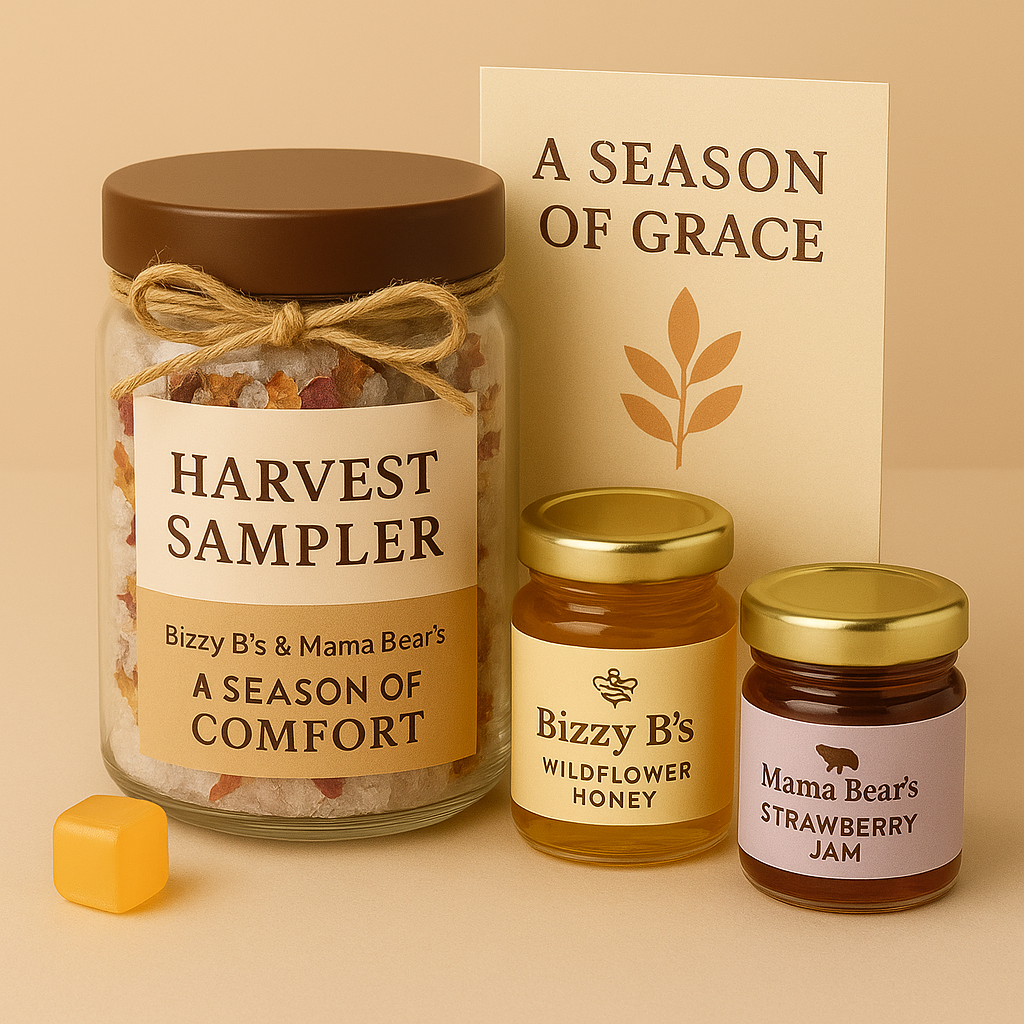 A SEASON
OF GRACE
HARVEST
SAMPLER
Bizzy B's & Mama Bear's
A SEASON OF
COMFORT
Bizzy B's
WILDFLOWER
HONEY
Mama Bear's
STRAWBERRY
JAM